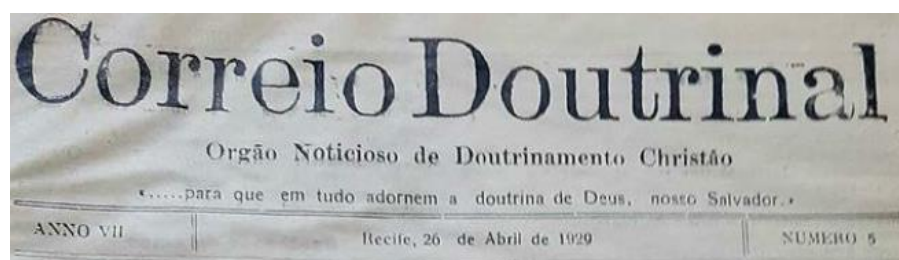 Correio Doutrinal
Orgão Noticioso de Doutrinamento Christão
«.....para que em tudo adornem a doutrina de Deus, nosso Salvador.»
ANNO VII
Recife, 26 de Abril de 1929
NUMERO 5